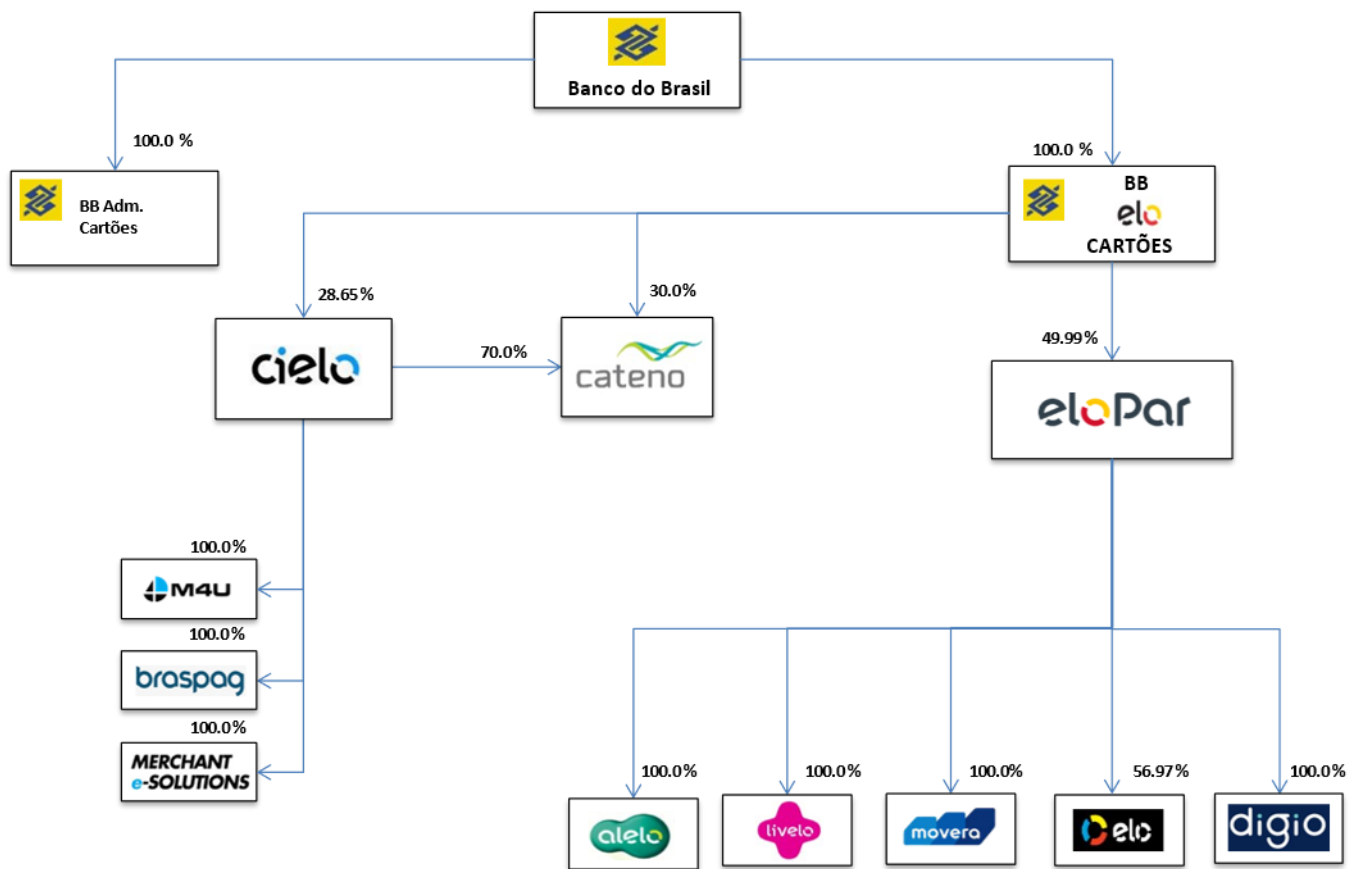 Banco do Brasil
100.0 %
100.0 %
BB Adm.
Cartões
BB
elo
CARTÕES
28.65%
30.0%
49.99%
cielo
70.0%
cateno
eloPar
100.0%
M4U
100.0%
braspag
100.0%
MERCHANT
e-SOLUTIONS
100.0%
100.0%
100.0%
56.97%
100.0%
alelo
livelo
movera
elo
digio